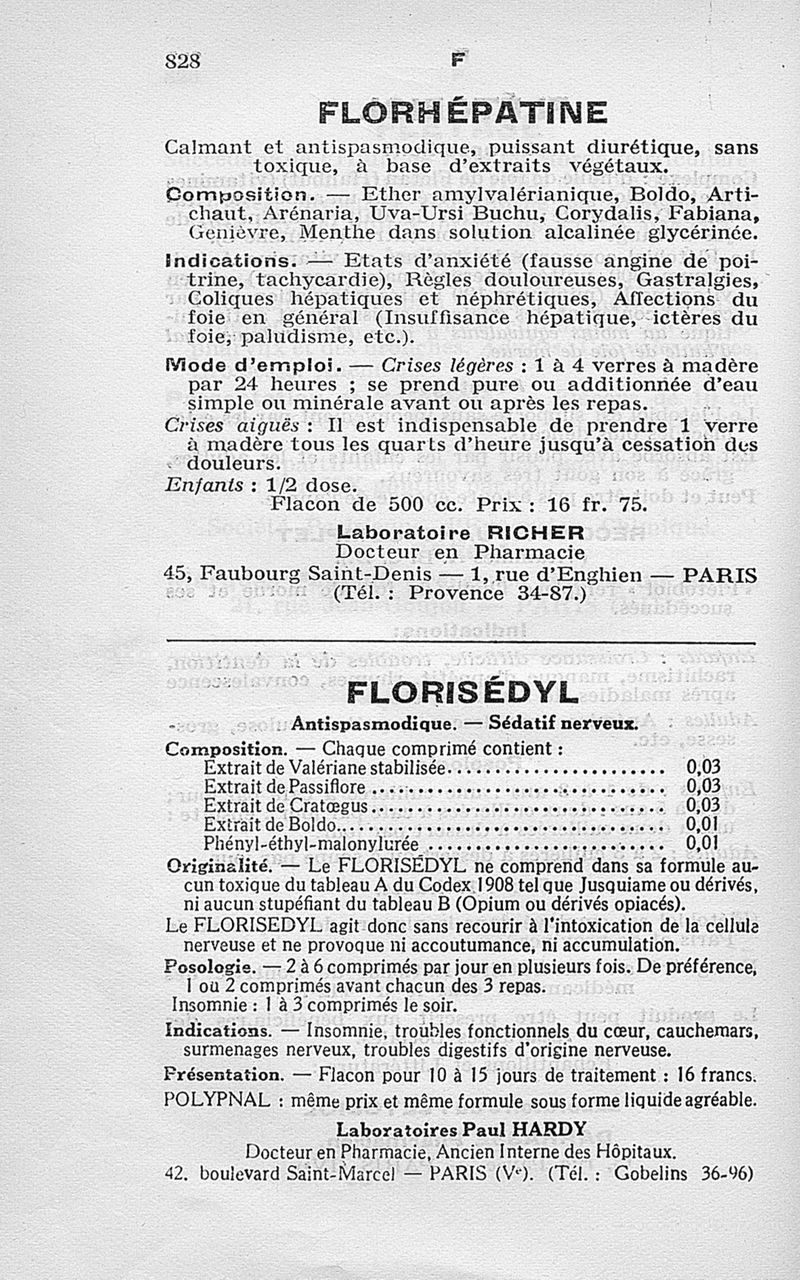 828
F
FLORHÉPATINE
Calmant et antispasmodique, puissant diurétique, sans
toxique, à base d'extraits végétaux.
Composition. — Ether amylvalérianique, Boldo, Arti-
chaut, Arénaria, Uva-Ursi Buchu, Corydalis, Fabiana,
Genièvre, Menthe dans solution alcalinée glycérinée.
Indications. — Etats d'anxiété (fausse angine de poi-
trine, tachycardie), Règles douloureuses, Gastralgies,
Coliques hépatiques et néphrétiques, Affections du
foie en général (Insuffisance hépatique, ictères du
foie, paludisme, etc.).
Mode d'emploi. — Crises légères : 1 à 4 verres à madère
par 24 heures ; se prend pure ou additionnée d'eau
simple ou minérale avant ou après les repas.
Crises aiguës : Il est indispensable de prendre 1 verre
à madère tous les quarts d'heure jusqu'à cessation des
douleurs.
Enfants : 1/2 dose.
Flacon de 500 cc. Prix : 16 fr. 75.
Laboratoire RICHER
Docteur en Pharmacie
45, Faubourg Saint-Denis — 1, rue d'Enghien — PARIS
(Tél. : Provence 34-87.)
FLORISÉDYL
Antispasmodique. — Sédatif nerveux.
Composition. — Chaque comprimé contient :
Extrait de Valériane stabilisée....................... 0,03
Extrait de Passiflore ............................... 0,03
Extrait de Cratœgus............................... 0,03
Extrait de Boldo.................................. 0,01
Phényl-éthyl-malonylurée ......................... 0,01
Originalité. — Le FLORISÉDYL ne comprend dans sa formule au-
cun toxique du tableau A du Codex 1908 tel que Jusquiame ou dérivés,
ni aucun stupéfiant du tableau B (Opium ou dérivés opiacés).
Le FLORISEDYL agit donc sans recourir à l'intoxication de la cellule
nerveuse et ne provoque ni accoutumance, ni accumulation.
Posologie. — 2 à 6 comprimés par jour en plusieurs fois. De préférence,
1 ou 2 comprimés avant chacun des 3 repas.
Insomnie : 1 à 3 comprimés le soir.
Indications. — Insomnie, troubles fonctionnels du cœur, cauchemars,
surmenages nerveux, troubles digestifs d'origine nerveuse.
Présentation. — Flacon pour 10 à 15 jours de traitement : 16 francs.
POLYPNAL : même prix et même formule sous forme liquide agréable.
Laboratoires Paul HARDY
Docteur en Pharmacie, Ancien Interne des Hôpitaux.
42, boulevard Saint-Marcel — PARIS (Vᵉ). (Tél. : Gobelins 36-96)